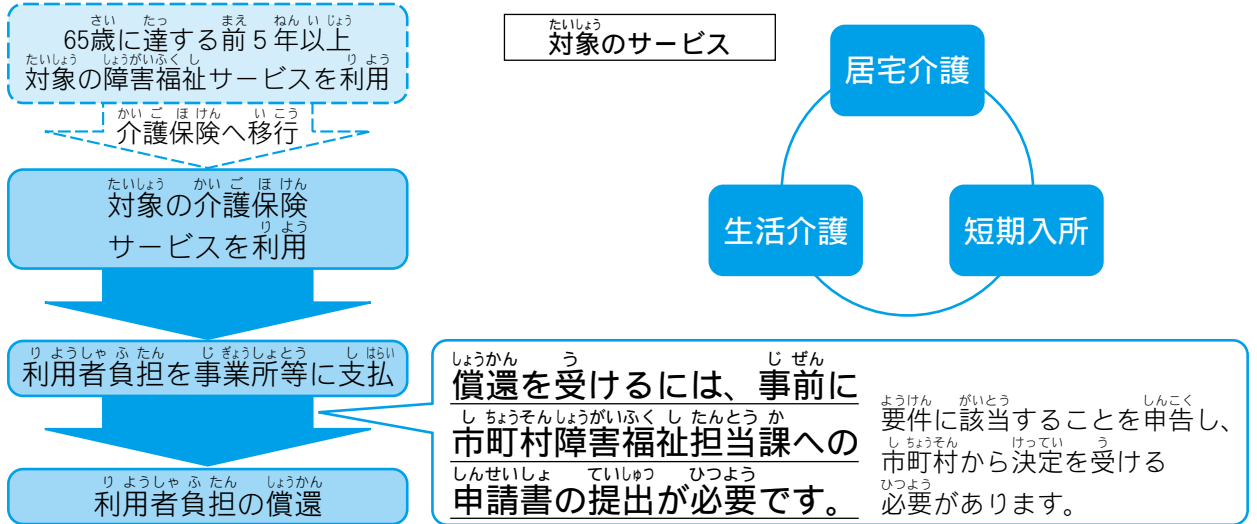 65歳に達する前5年以上
対象の障害福祉サービスを利用
介護保険へ移行
対象の介護保険
サービスを利用
利用者負担を事業所等に支払
利用者負担の償還
対象のサービス
居宅介護
生活介護
短期入所
償還を受けるには、事前に
市町村障害福祉担当課への
申請書の提出が必要です。
要件に該当することを申告し、
市町村から決定を受ける
必要があります。